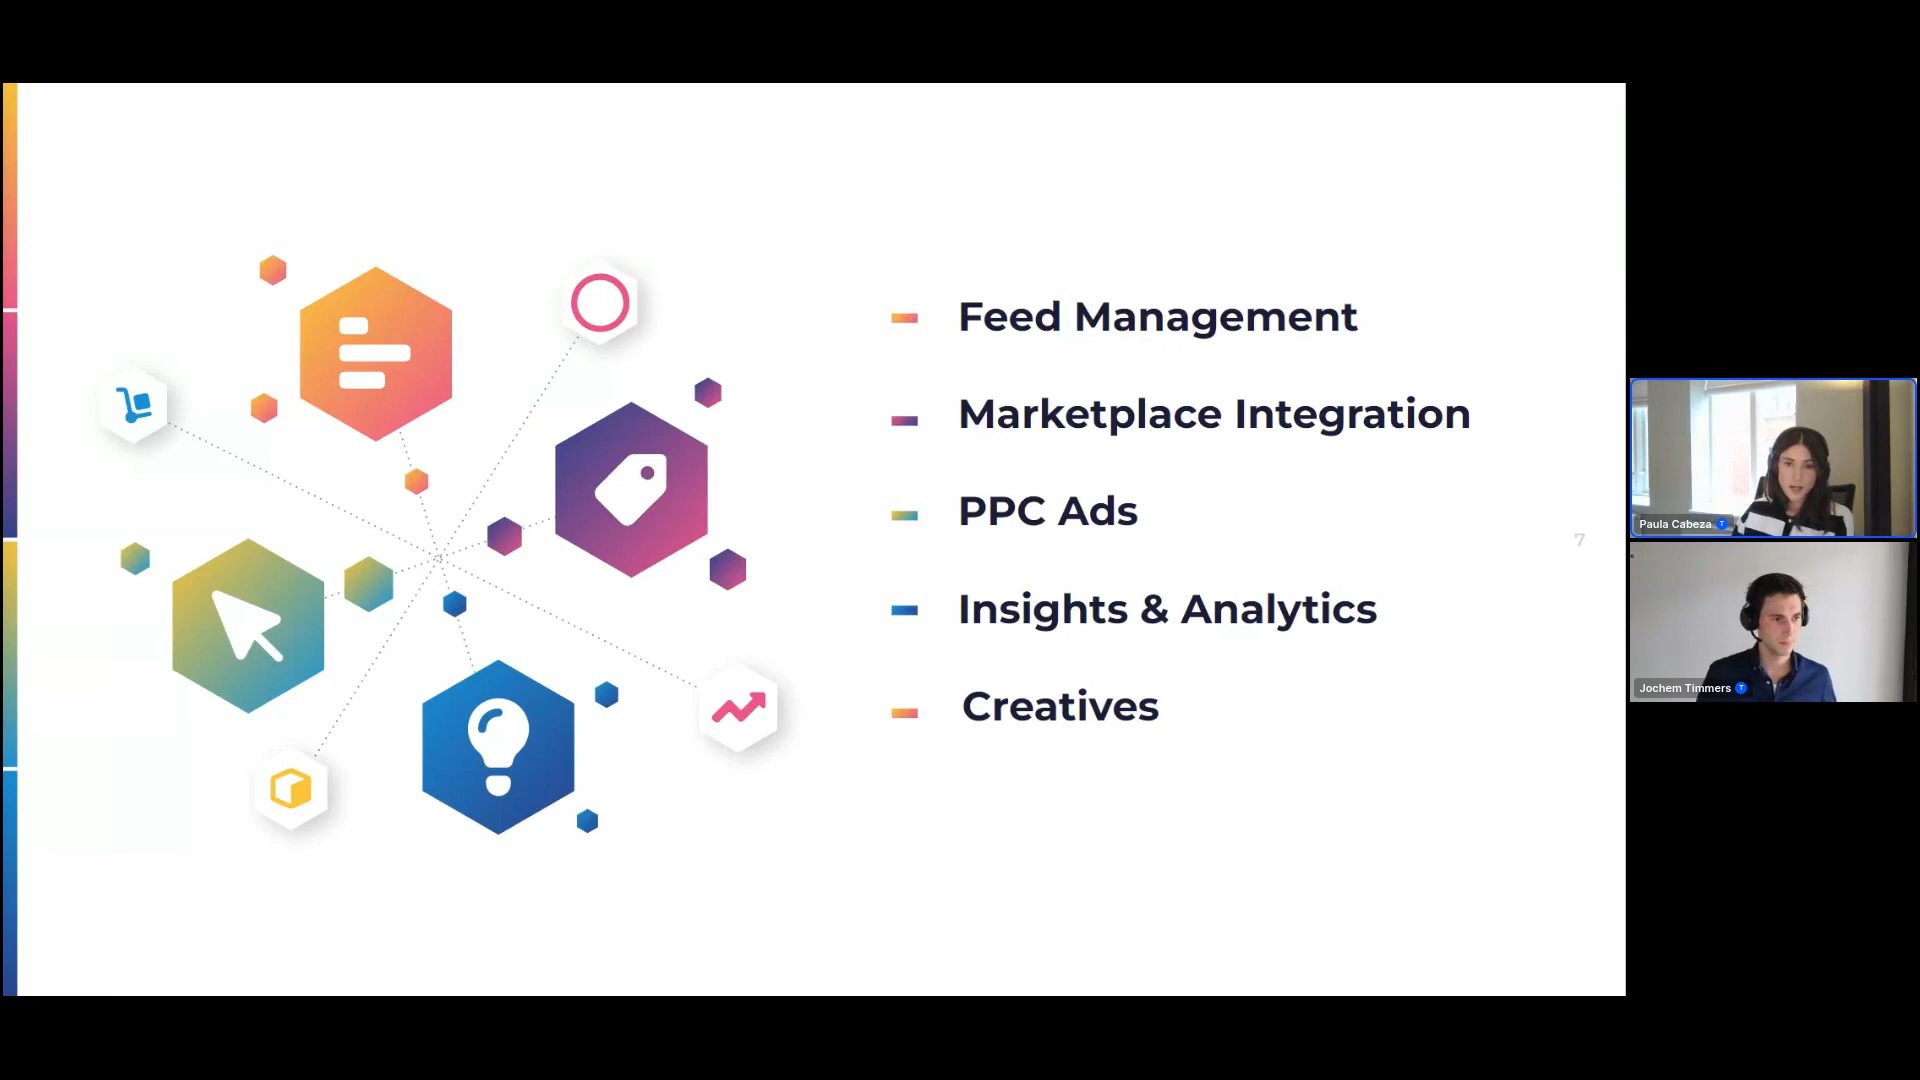 Feed Management
Marketplace Integration
PPC Ads
Insights & Analytics
Creatives
7
Paula Cabeza T
Jochem Timmers T